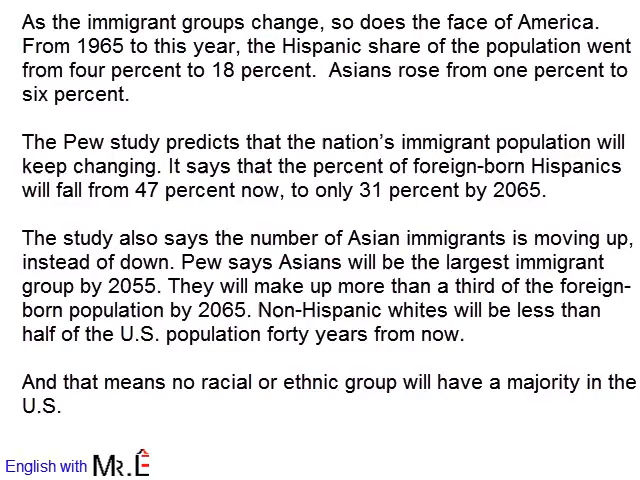 As the immigrant groups change, so does the face of America.
From 1965 to this year, the Hispanic share of the population went
from four percent to 18 percent.  Asians rose from one percent to
six percent.
The Pew study predicts that the nation’s immigrant population will
keep changing. It says that the percent of foreign-born Hispanics
will fall from 47 percent now, to only 31 percent by 2065.
The study also says the number of Asian immigrants is moving up,
instead of down. Pew says Asians will be the largest immigrant
group by 2055. They will make up more than a third of the foreign-
born population by 2065. Non-Hispanic whites will be less than
half of the U.S. population forty years from now.
And that means no racial or ethnic group will have a majority in the
U.S.
English with MR.Ê